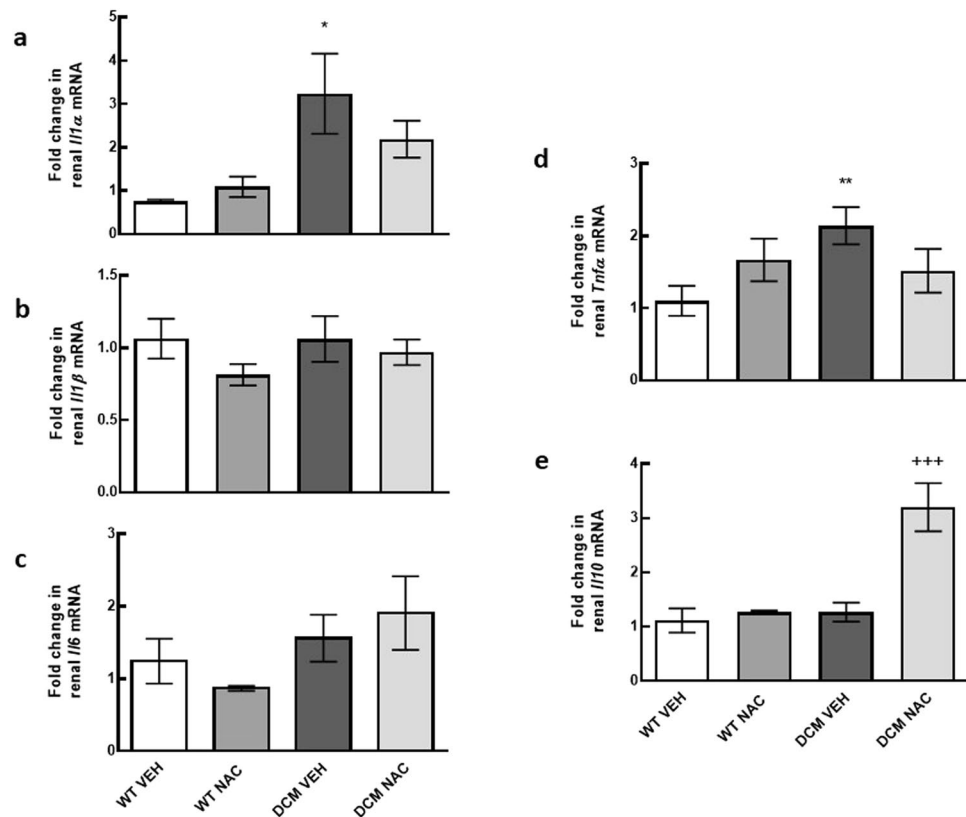 a
Fold change in
renal Il1α mRNA
5
4
3
2
1
0
*
b
Fold change in
renal Il1β mRNA
1.5
1.0
0.5
0.0
c
Fold change in
renal Il6 mRNA
3
2
1
0
WT VEH
WT NAC
DCM VEH
DCM NAC
d
Fold change in
renal Tnfα mRNA
3
2
1
0
**
e
Fold change in
renal Il10 mRNA
4
3
2
1
0
+++
WT VEH
WT NAC
DCM VEH
DCM NAC